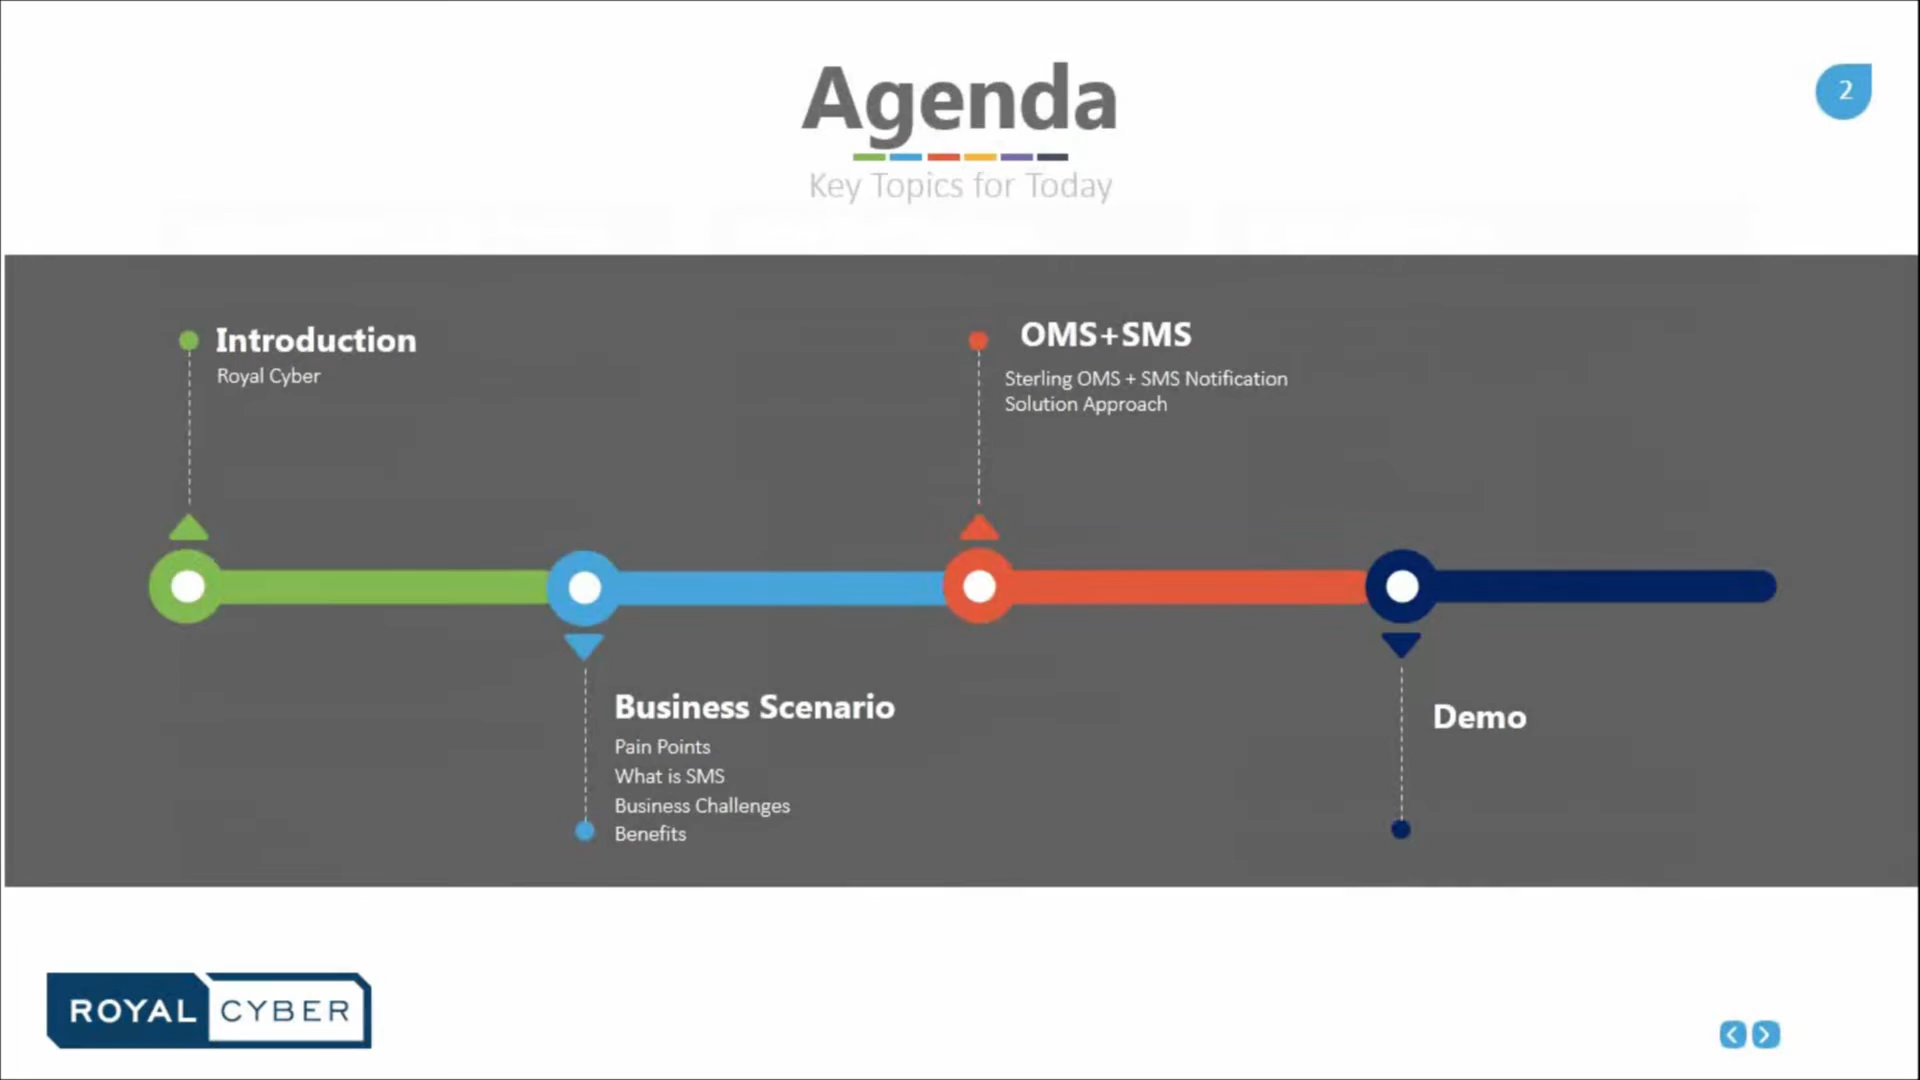 Agenda
2
Key Topics for Today
Introduction
Royal Cyber
OMS+SMS
Sterling OMS + SMS Notification
Solution Approach
Business Scenario
Pain Points
What is SMS
Business Challenges
Benefits
Demo
ROYAL CYBER